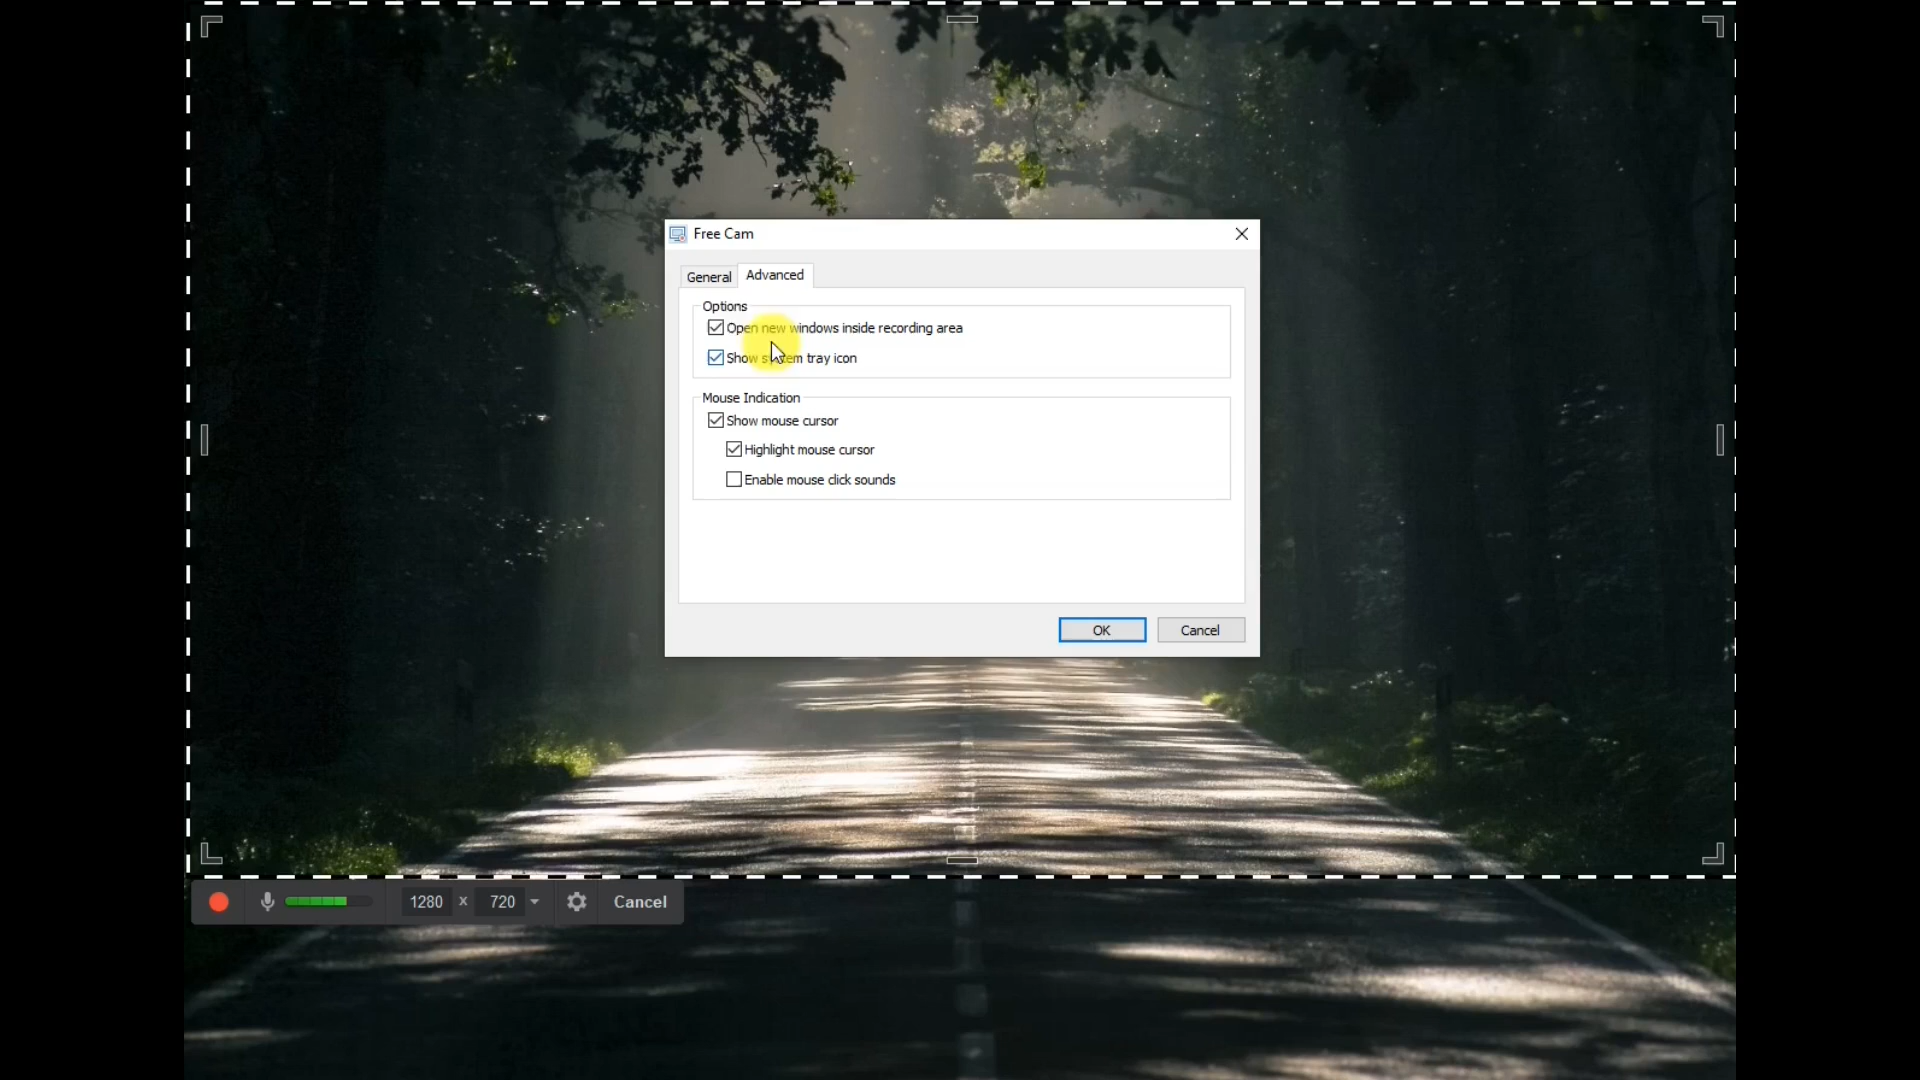 Free Cam
General
Advanced
Options
Open new windows inside recording area
Show system tray icon
Mouse Indication
Show mouse cursor
Highlight mouse cursor
Enable mouse click sounds
OK
Cancel
1280 x 720
Cancel